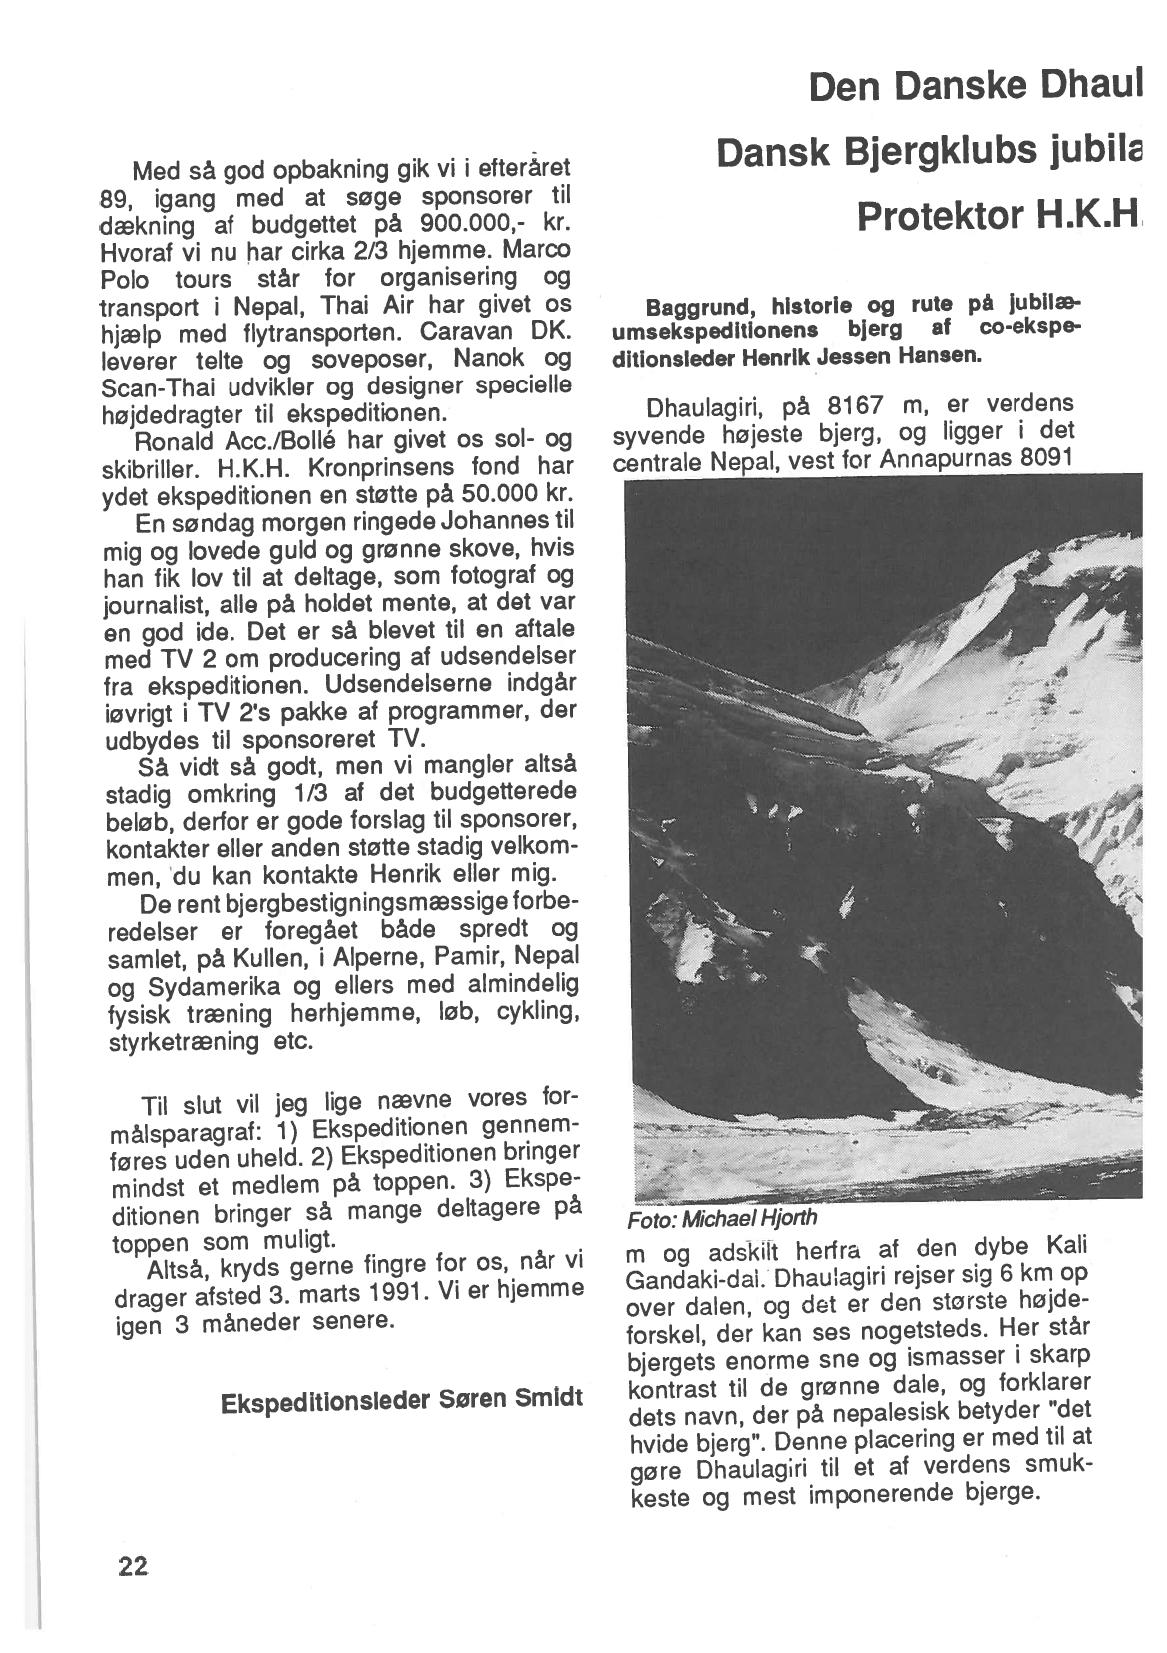 Med så god opbakning gik vi i efteråret
89, igang med at søge sponsorer til
dækning af budgettet på 900.000,- kr.
Hvoraf vi nu har cirka 2/3 hjemme. Marco
Polo tours står for organisering og
transport i Nepal, Thai Air har givet os
hjælp med flytransporten. Caravan DK.
leverer telte og soveposer, Nanok og
Scan-Thai udvikler og designer specielle
højdedragter til ekspeditionen.
Ronald Acc./Bollé har givet os sol- og
skibriller. H.K.H. Kronprinsens fond har
ydet ekspeditionen en støtte på 50.000 kr.
En søndag morgen ringede Johannes til
mig og lovede guld og grønne skove, hvis
han fik lov til at deltage, som fotograf og
journalist, alle på holdet mente, at det var
en god ide. Det er så blevet til en aftale
med TV 2 om producering af udsendelser
fra ekspeditionen. Udsendelserne indgår
iøvrigt i TV 2's pakke af programmer, der
udbydes til sponsoreret TV.
Så vidt så godt, men vi mangler altså
stadig omkring 1/3 af det budgetterede
beløb, derfor er gode forslag til sponsorer,
kontakter eller anden støtte stadig velkom-
men, du kan kontakte Henrik eller mig.
De rent bjergbestigningsmæssige forbe-
redelser er foregået både spredt og
samlet, på Kullen, i Alperne, Pamir, Nepal
og Sydamerika og ellers med almindelig
fysisk træning herhjemme, løb, cykling,
styrketræning etc.
Til slut vil jeg lige nævne vores for-
målsparagraf: 1) Ekspeditionen gennem-
føres uden uheld. 2) Ekspeditionen bringer
mindst et medlem på toppen. 3) Ekspe-
ditionen bringer så mange deltagere på
toppen som muligt.
Altså, kryds gerne fingre for os, når vi
drager afsted 3. marts 1991. Vi er hjemme
igen 3 måneder senere.
Ekspeditionsleder Søren Smidt
22
Den Danske Dhaul
Dansk Bjergklubs jubila
Protektor H.K.H.
Baggrund, historie og rute på jubilæ-
umsekspeditionens bjerg af co-ekspe-
ditionsleder Henrik Jessen Hansen.
Dhaulagiri, på 8167 m, er verdens
syvende højeste bjerg, og ligger i det
centrale Nepal, vest for Annapurnas 8091
Foto: Michael Hjorth
m og adskilt herfra af den dybe Kali
Gandaki-dal. Dhaulagiri rejser sig 6 km op
over dalen, og det er den største højde-
forskel, der kan ses nogetsteds. Her står
bjergets enorme sne og ismasser i skarp
kontrast til de grønne dale, og forklarer
dets navn, der på nepalesisk betyder "det
hvide bjerg". Denne placering er med til at
gøre Dhaulagiri til et af verdens smuk-
keste og mest imponerende bjerge.